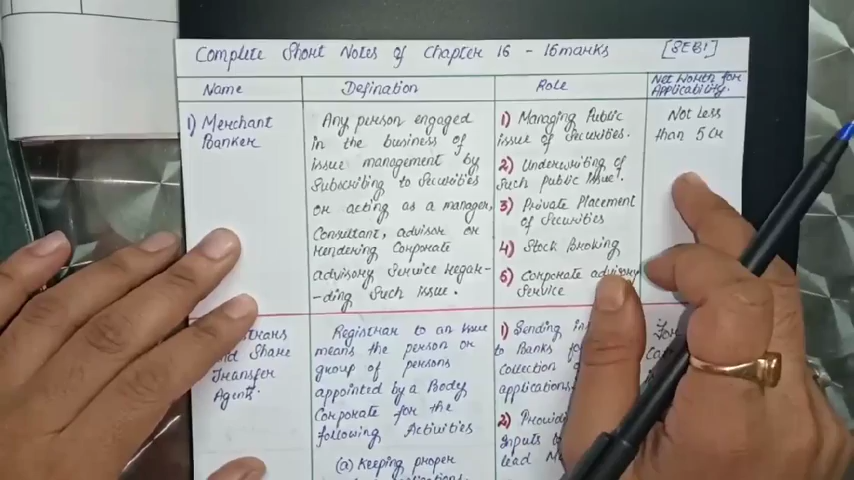 Complete Short Notes of Chapter 16 - 16 marks [SEBI]
Name
Defination
Role
Net Worth for
Applicability.
1) Merchant
Banker
Any person engaged
in the business of
issue management by
Subscribing to Securities
or acting as a manager,
Consultant, advisor or
rendering Corporate
advisory Service regar-
-ding Such issue.
1) Managing Public
issue of Securities.
2) Underwriting of
Such public issue.
3) Private Placement
of Securities
4) Stock Broking
5) Corporate advisory
Service
Not Less
than 5 Cr
and Share
Transfer
Agents.
Registrar to an issue
means the person or
group of persons
appointed by a Body
Corporate for the
following Activities
(a) Keeping proper
1) Sending
to Banks
collection
applications
2)
Inputs
lead